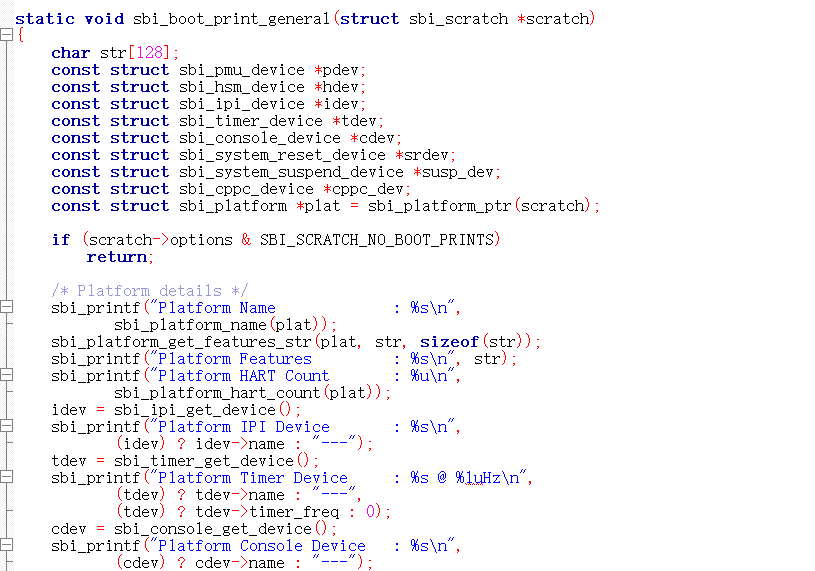 static void sbi_boot_print_general(struct sbi_scratch *scratch)
{
    char str[128];
    const struct sbi_pmu_device *pdev;
    const struct sbi_hsm_device *hdev;
    const struct sbi_ipi_device *idev;
    const struct sbi_timer_device *tdev;
    const struct sbi_console_device *cdev;
    const struct sbi_system_reset_device *srdev;
    const struct sbi_system_suspend_device *susp_dev;
    const struct sbi_cppc_device *cppc_dev;
    const struct sbi_platform *plat = sbi_platform_ptr(scratch);

    if (scratch->options & SBI_SCRATCH_NO_BOOT_PRINTS)
        return;

    /* Platform details */
    sbi_printf("Platform Name             : %s\n",
           sbi_platform_name(plat));
    sbi_platform_get_features_str(plat, str, sizeof(str));
    sbi_printf("Platform Features         : %s\n", str);
    sbi_printf("Platform HART Count       : %u\n",
           sbi_platform_hart_count(plat));
    idev = sbi_ipi_get_device();
    sbi_printf("Platform IPI Device       : %s\n",
           (idev) ? idev->name : "---");
    tdev = sbi_timer_get_device();
    sbi_printf("Platform Timer Device     : %s @ %luHz\n",
           (tdev) ? tdev->name : "---",
           (tdev) ? tdev->timer_freq : 0);
    cdev = sbi_console_get_device();
    sbi_printf("Platform Console Device   : %s\n",
           (cdev) ? cdev->name : "---");